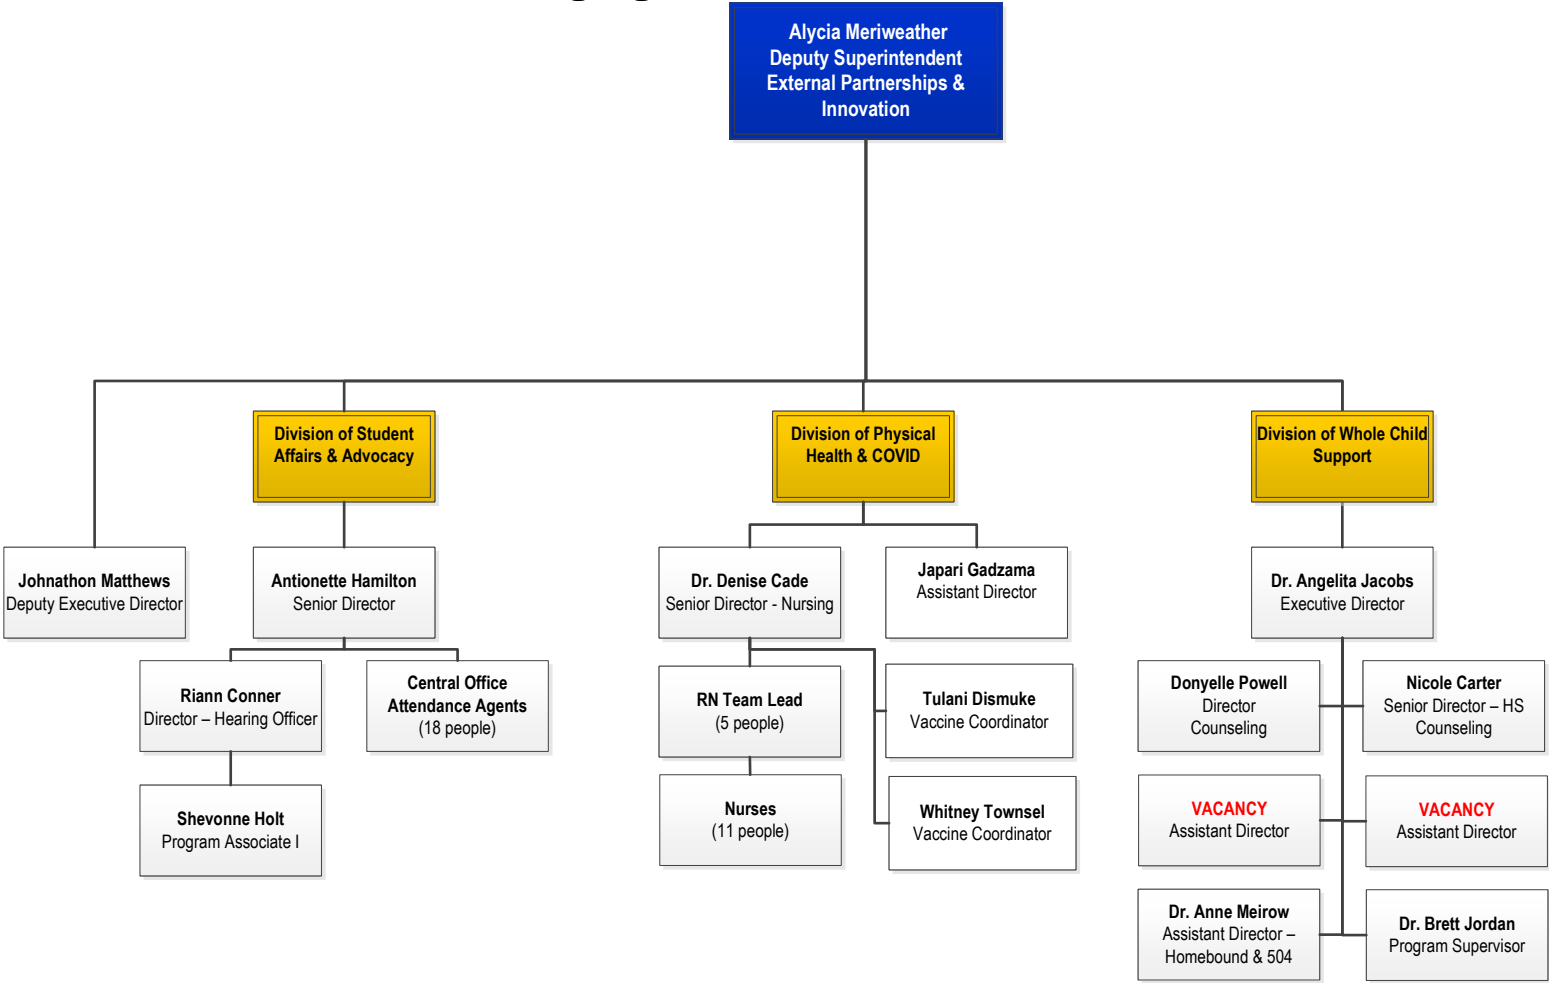 Alycia Meriweather
Deputy Superintendent
External Partnerships &
Innovation
Division of Student
Affairs & Advocacy
Division of Physical
Health & COVID
Division of Whole Child
Support
Johnathon Matthews
Deputy Executive Director
Antionette Hamilton
Senior Director
Dr. Denise Cade
Senior Director - Nursing
Japari Gadzama
Assistant Director
Dr. Angelita Jacobs
Executive Director
Riann Conner
Director – Hearing Officer
Central Office
Attendance Agents
(18 people)
RN Team Lead
(5 people)
Tulani Dismuke
Vaccine Coordinator
Donyelle Powell
Director
Counseling
Nicole Carter
Senior Director – HS
Counseling
Shevonne Holt
Program Associate I
Nurses
(11 people)
Whitney Townsel
Vaccine Coordinator
VACANCY
Assistant Director
VACANCY
Assistant Director
Dr. Anne Meirow
Assistant Director –
Homebound & 504
Dr. Brett Jordan
Program Supervisor